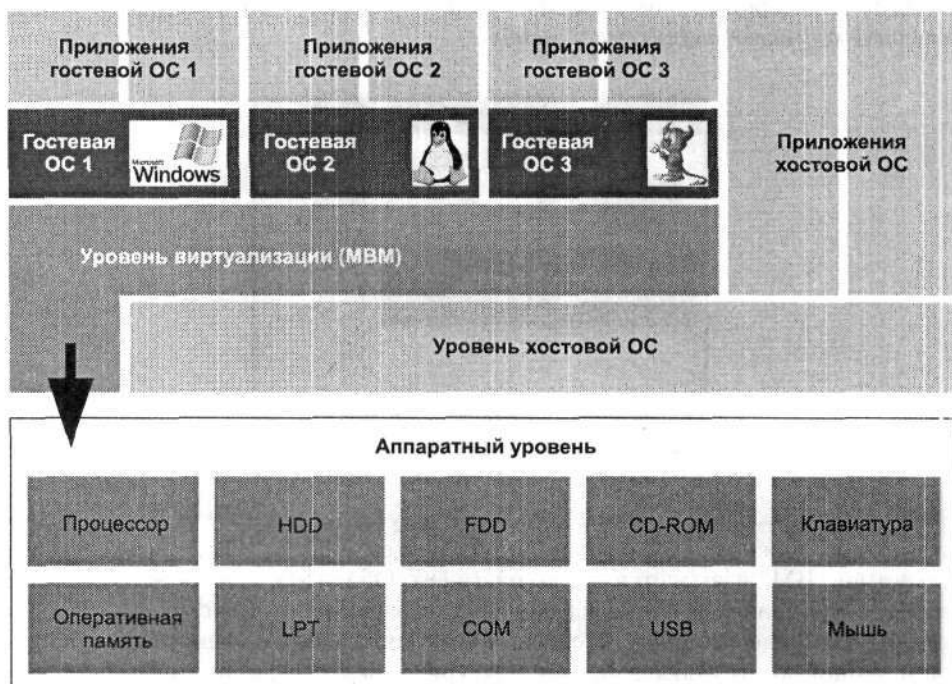 Приложения
гостевой ОС 1
Приложения
гостевой ОС 2
Приложения
гостевой ОС 3
Гостевая
ОС 1
Microsoft
Windows
Гостевая
ОС 2
Гостевая
ОС 3
Приложения
хостовой ОС
Уровень виртуализации (МВМ)
Уровень хостовой ОС
Аппаратный уровень
Процессор
HDD
FDD
CD-ROM
Клавиатура
Оперативная
память
LPT
COM
USB
Мышь